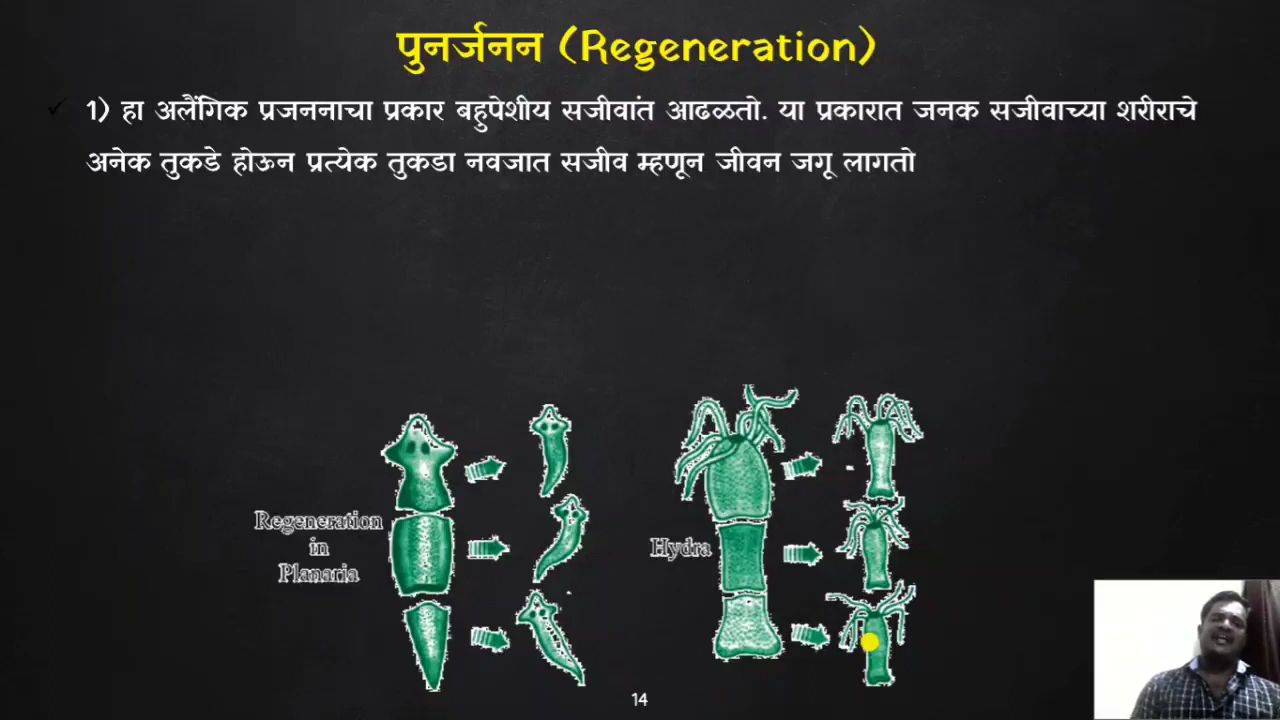 पुनर्जनन (Regeneration)
1) हा अलैंगिक प्रजननाचा प्रकार बहुपेशीय सजीवांत आढळतो. या प्रकारात जनक सजीवाच्या शरीराचे
अनेक तुकडे होऊन प्रत्येक तुकडा नवजात सजीव म्हणून जीवन जगू लागतो
Regeneration
in
Planaria
Hydra
14